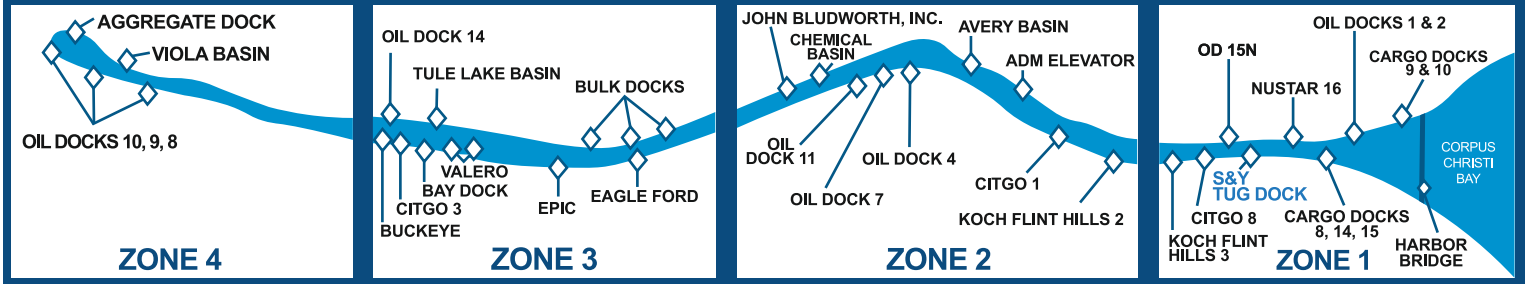 AGGREGATE DOCK
VIOLA BASIN
OIL DOCKS 10, 9, 8
ZONE 4
OIL DOCK 14
TULE LAKE BASIN
BULK DOCKS
VALERO
BAY DOCK
CITGO 3
BUCKEYE
EPIC
EAGLE FORD
ZONE 3
JOHN BLUDWORTH, INC.
CHEMICAL
BASIN
AVERY BASIN
ADM ELEVATOR
OIL
DOCK 11
OIL DOCK 4
OIL DOCK 7
CITGO 1
KOCH FLINT HILLS 2
ZONE 2
OIL DOCKS 1 & 2
OD 15N
CARGO DOCKS
9 & 10
NUSTAR 16
CORPUS
CHRISTI
BAY
S&Y
TUG DOCK
CITGO 8
CARGO DOCKS
8, 14, 15
KOCH FLINT
HILLS 3
HARBOR
BRIDGE
ZONE 1